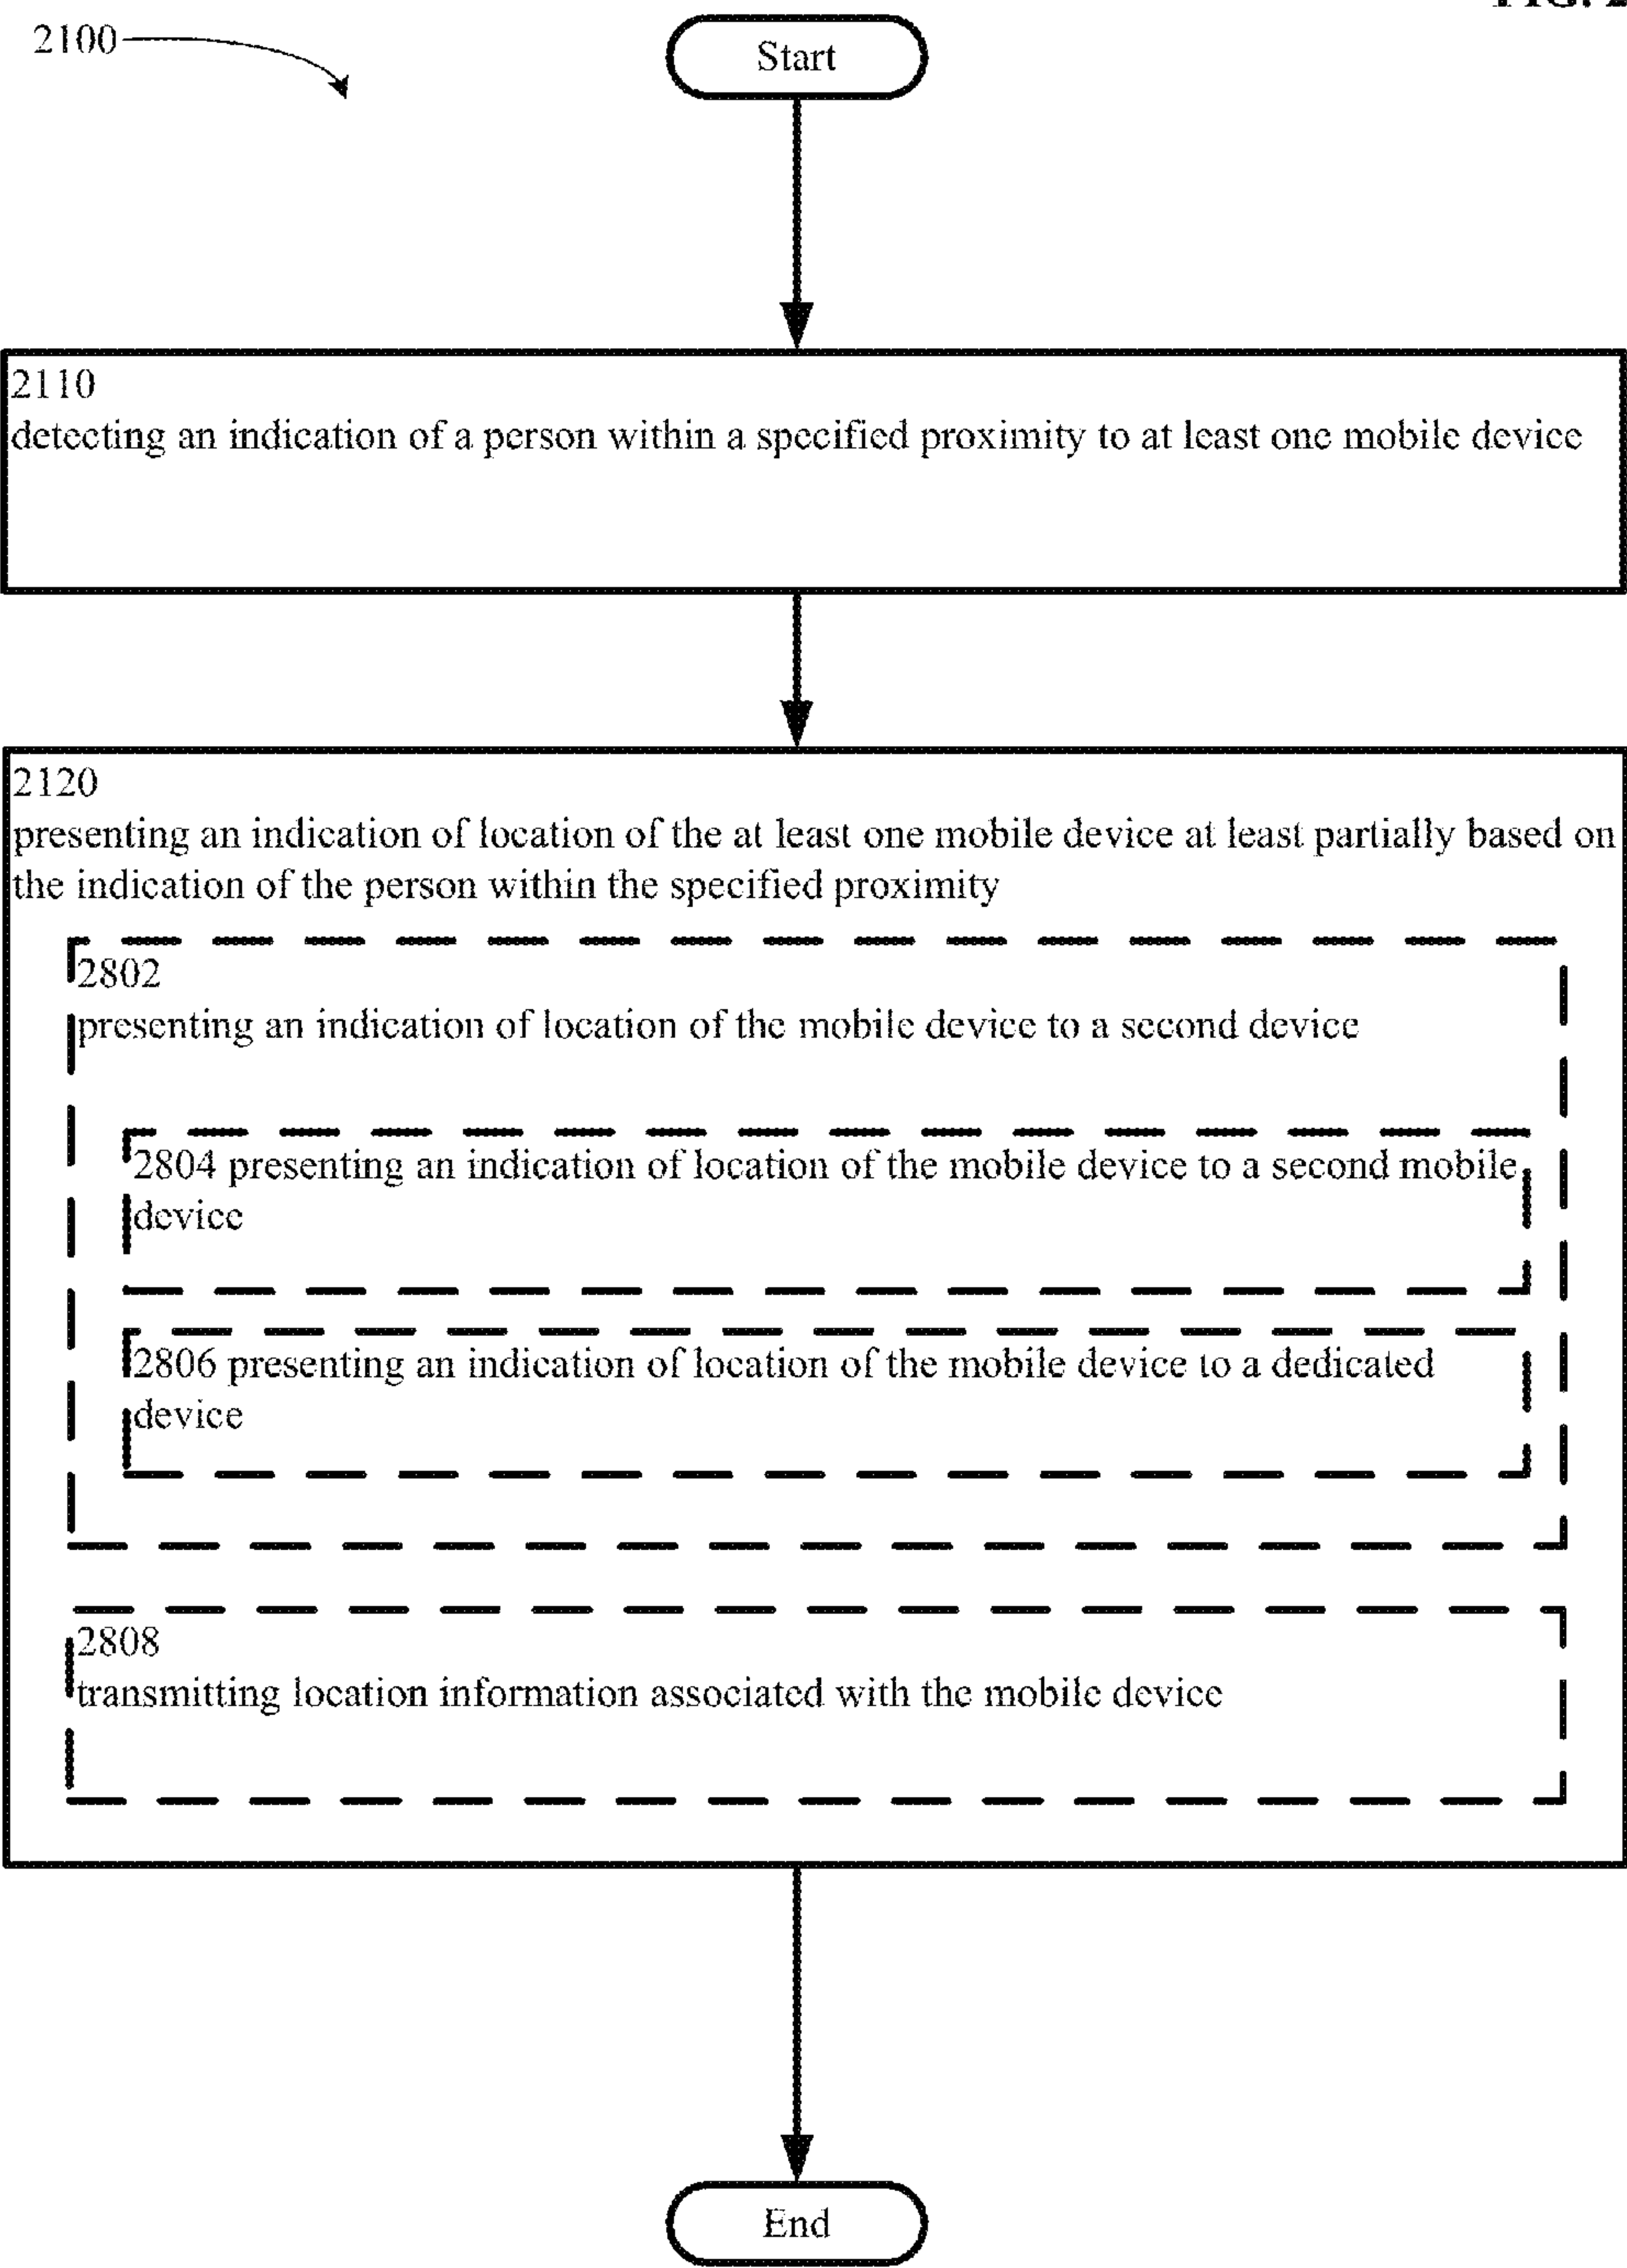 2100
Start
2110
detecting an indication of a person within a specified proximity to at least one mobile device
2120
presenting an indication of location of the at least one mobile device at least partially based on
the indication of the person within the specified proximity
2802
presenting an indication of location of the mobile device to a second device
2804 presenting an indication of location of the mobile device to a second mobile
device
2806 presenting an indication of location of the mobile device to a dedicated
device
2808
transmitting location information associated with the mobile device
End